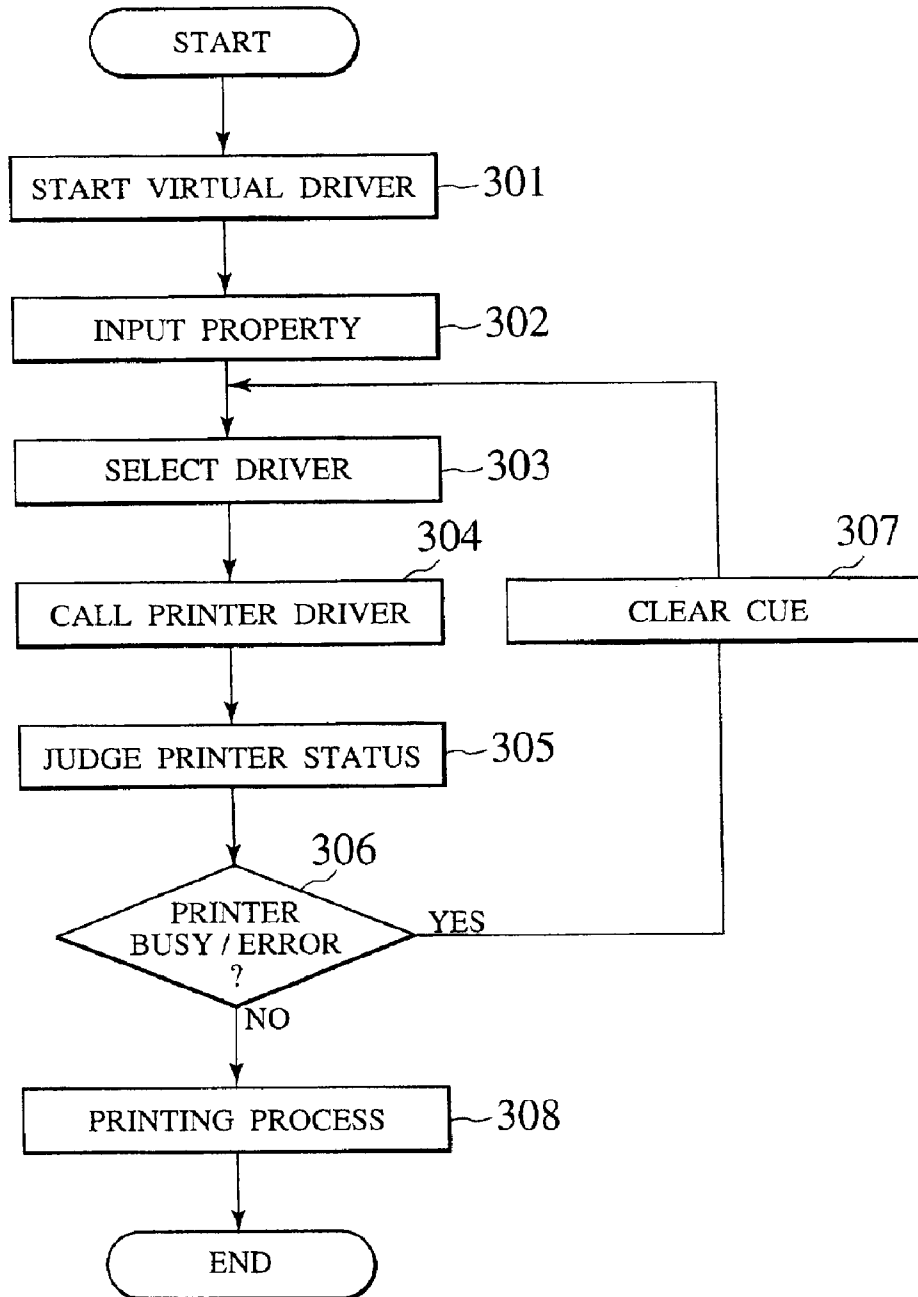 START
START VIRTUAL DRIVER
301
INPUT PROPERTY
302
SELECT DRIVER
303
304
CALL PRINTER DRIVER
307
CLEAR CUE
JUDGE PRINTER STATUS
305
306
PRINTER
BUSY / ERROR
?
YES
NO
PRINTING PROCESS
308
END